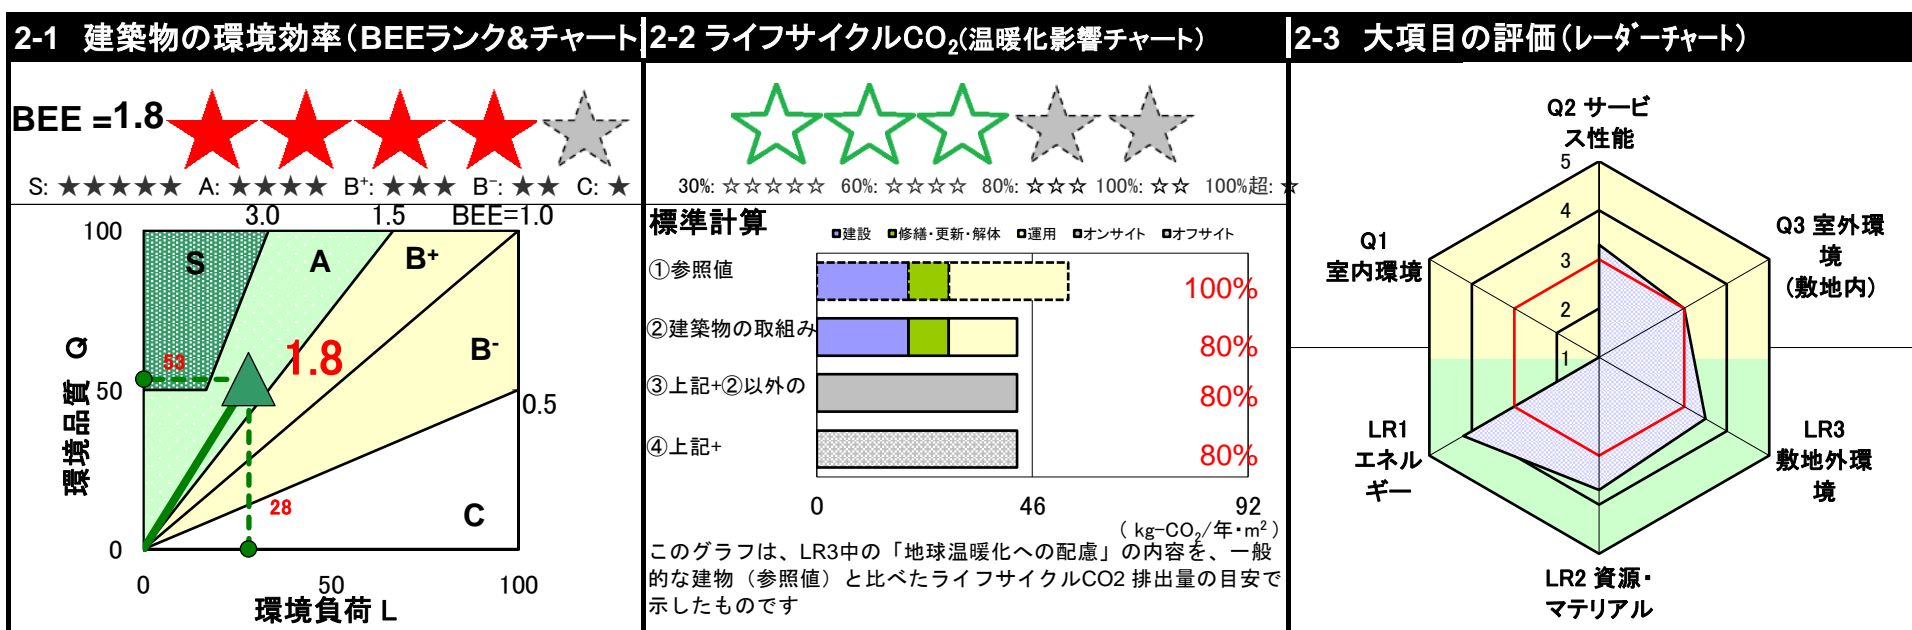 2-1 建築物の環境効率(BEEランク&チャート
BEE =1.8
S: ★★★★★ A: ★★★★ B⁺: ★★★ B⁻: ★★ C: ★
3.0 1.5 BEE=1.0
100
S A B⁺
環境品質 Q
53
1.8
B⁻
50
0.5
28
C
0
0 50 100
環境負荷 L
2-2 ライフサイクルCO₂(温暖化影響チャート)
30%: ☆☆☆☆☆ 60%: ☆☆☆☆ 80%: ☆☆☆ 100%: ☆☆ 100%超: ☆
標準計算
建設 修繕・更新・解体 運用 オンサイト オフサイト
①参照値 100%
②建築物の取組み 80%
③上記+②以外の 80%
④上記+ 80%
0 46 92
( kg-CO₂/年・m² )
このグラフは、LR3中の「地球温暖化への配慮」の内容を、一般
的な建物(参照値)と比べたライフサイクルCO2 排出量の目安で
示したものです
2-3 大項目の評価(レーダーチャート)
Q2 サービ
ス性能
5
4
3
2
1
Q1
室内環境
Q3 室外環
境
(敷地内)
LR1
エネル
ギー
LR3
敷地外環
境
LR2 資源・
マテリアル